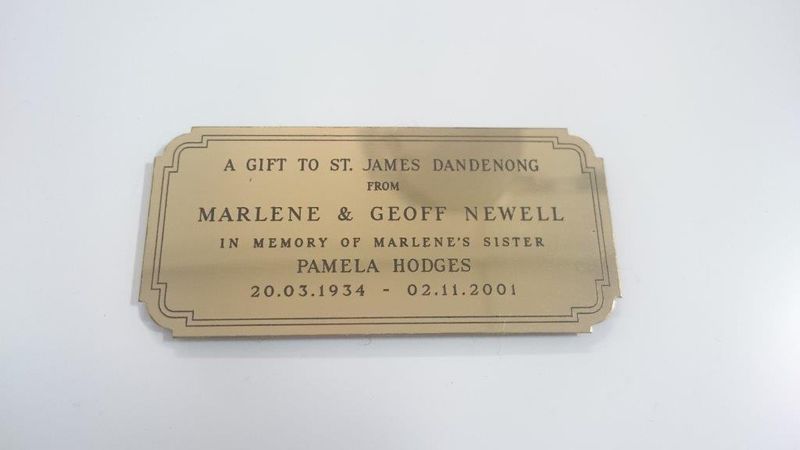 A GIFT TO ST. JAMES DANDENONG
FROM
MARLENE & GEOFF NEWELL
IN MEMORY OF MARLENE'S SISTER
PAMELA HODGES
20.03.1934 - 02.11.2001